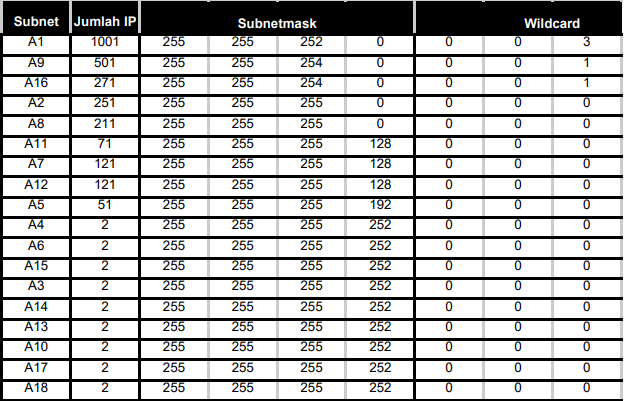 Subnet Jumlah IP Subnetmask Wildcard
A1 1001 255 255 252 0 0 0 3
A9 501 255 255 254 0 0 0 1
A16 271 255 255 254 0 0 0 1
A2 251 255 255 255 0 0 0 0
A8 211 255 255 255 0 0 0 0
A11 71 255 255 255 128 0 0 0
A7 121 255 255 255 128 0 0 0
A12 121 255 255 255 128 0 0 0
A5 51 255 255 255 192 0 0 0
A4 2 255 255 255 252 0 0 0
A6 2 255 255 255 252 0 0 0
A15 2 255 255 255 252 0 0 0
A3 2 255 255 255 252 0 0 0
A14 2 255 255 255 252 0 0 0
A13 2 255 255 255 252 0 0 0
A10 2 255 255 255 252 0 0 0
A17 2 255 255 255 252 0 0 0
A18 2 255 255 255 252 0 0 0